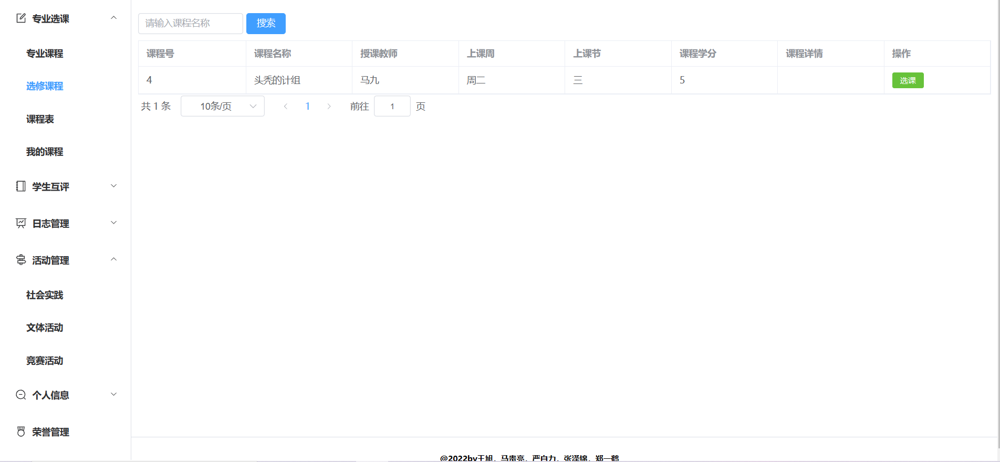 专业选课
专业课程
选修课程
课程表
我的课程
学生互评
日志管理
活动管理
社会实践
文体活动
竞赛活动
个人信息
荣誉管理
请输入课程名称 搜索
课程号 课程名称 授课教师 上课周 上课节 课程学分 课程详情 操作
4 头秃的计组 马九 周二 三 5 选课
共 1 条 10条/页 1 前往 1 页
@2022by王旭，马贵亮，严自力，张泽锦，郑一鹤